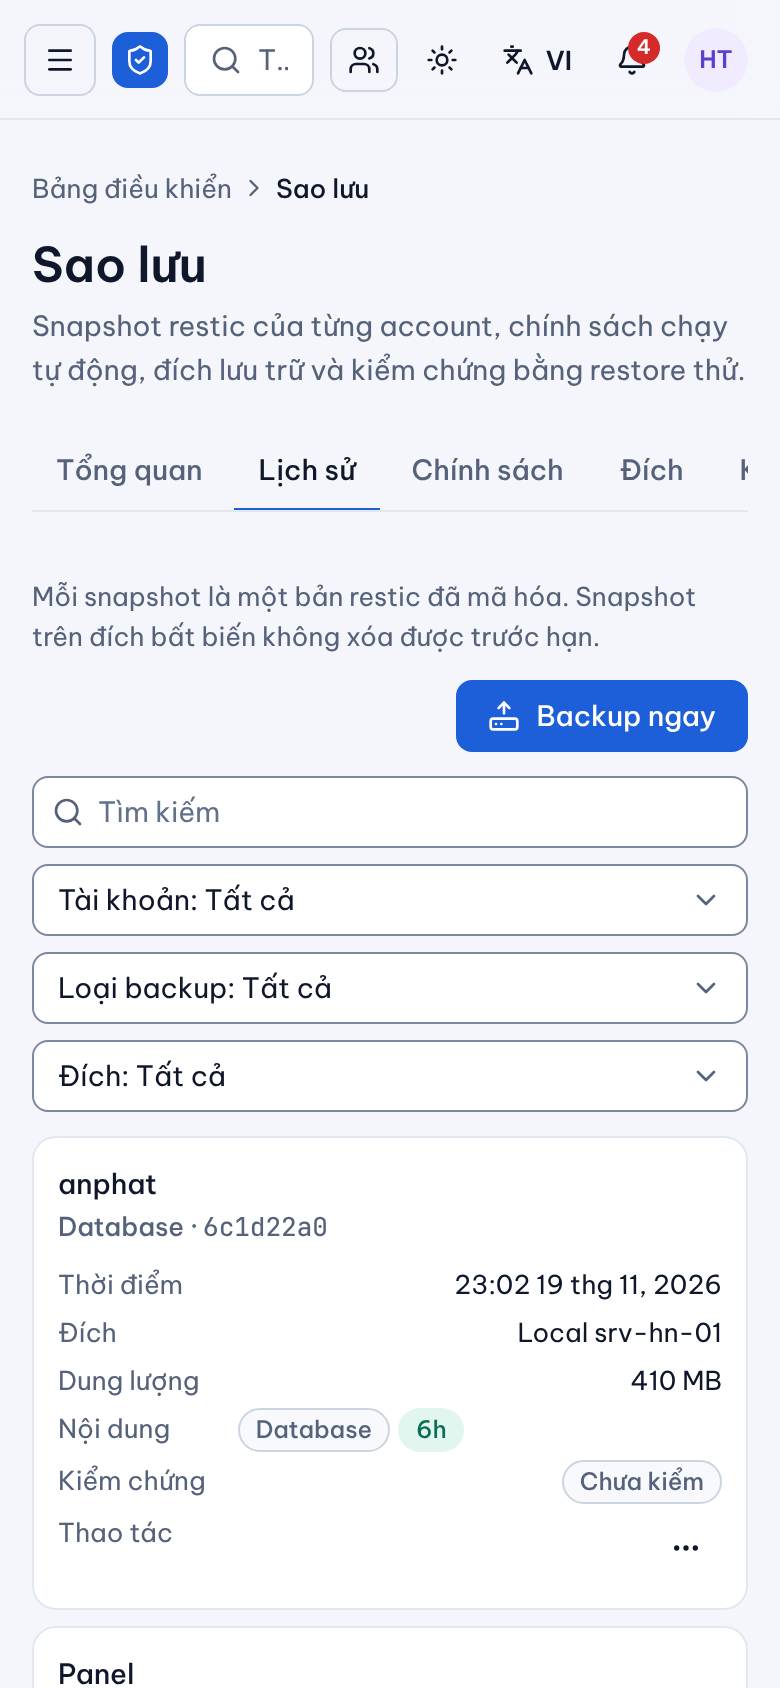 T..
VI
4
HT
Bảng điều khiển > Sao lưu
Sao lưu
Snapshot restic của từng account, chính sách chạy
tự động, đích lưu trữ và kiểm chứng bằng restore thử.
Tổng quan Lịch sử Chính sách Đích
Mỗi snapshot là một bản restic đã mã hóa. Snapshot
trên đích bất biến không xóa được trước hạn.
Backup ngay
Tìm kiếm
Tài khoản: Tất cả
Loại backup: Tất cả
Đích: Tất cả
anphat
Database · 6c1d22a0
Thời điểm 23:02 19 thg 11, 2026
Đích Local srv-hn-01
Dung lượng 410 MB
Nội dung Database 6h
Kiểm chứng Chưa kiểm
Thao tác ...
Panel